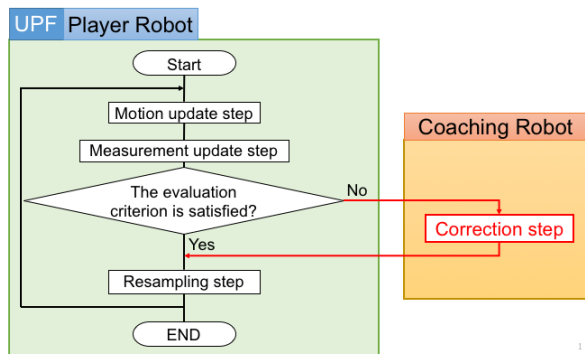 UPF Player Robot
Start
Motion update step
Measurement update step
The evaluation
criterion is satisfied?
No
Yes
Resampling step
END
Coaching Robot
Correction step
1